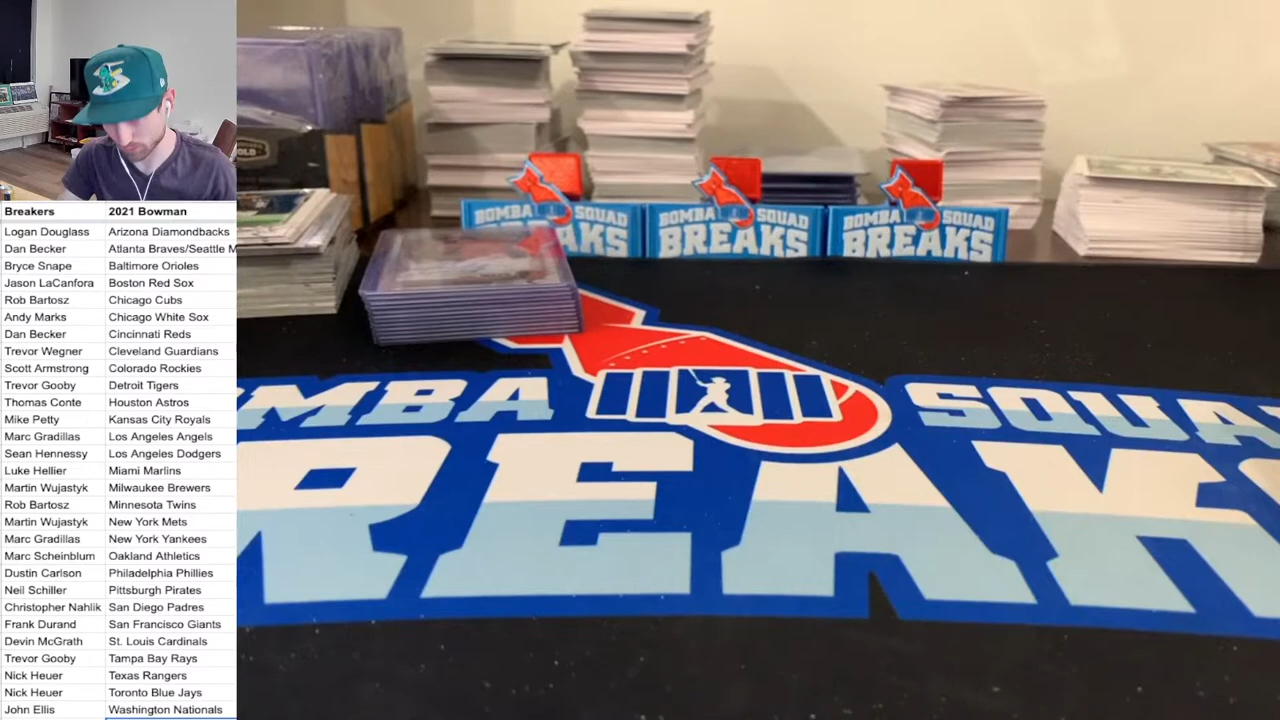 OLD
Breakers 2021 Bowman
Logan Douglass Arizona Diamondbacks
Dan Becker Atlanta Braves/Seattle M
Bryce Snape Baltimore Orioles
Jason LaCanfora Boston Red Sox
Rob Bartosz Chicago Cubs
Andy Marks Chicago White Sox
Dan Becker Cincinnati Reds
Trevor Wegner Cleveland Guardians
Scott Armstrong Colorado Rockies
Trevor Gooby Detroit Tigers
Thomas Conte Houston Astros
Mike Petty Kansas City Royals
Marc Gradillas Los Angeles Angels
Sean Hennessy Los Angeles Dodgers
Luke Hellier Miami Marlins
Martin Wujastyk Milwaukee Brewers
Rob Bartosz Minnesota Twins
Martin Wujastyk New York Mets
Marc Gradillas New York Yankees
Marc Scheinblum Oakland Athletics
Dustin Carlson Philadelphia Phillies
Neil Schiller Pittsburgh Pirates
Christopher Nahlik San Diego Padres
Frank Durand San Francisco Giants
Devin McGrath St. Louis Cardinals
Trevor Gooby Tampa Bay Rays
Nick Heuer Texas Rangers
Nick Heuer Toronto Blue Jays
John Ellis Washington Nationals
BOMBA SQUAD
BREAKS
BOMBA SQUAD
BREAKS
BOMBA SQUAD
BREAKS
OMBA SQUA
REAK